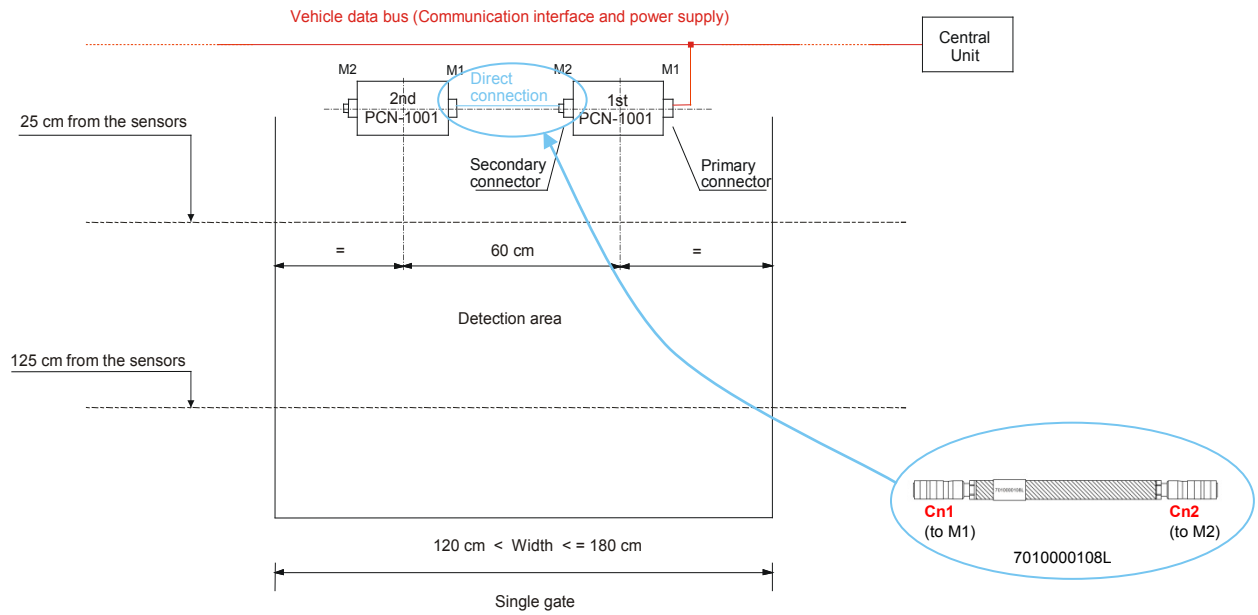 Vehicle data bus (Communication interface and power supply)
Central
Unit
M2
M1
Direct
connection
M2
M1
2nd
PCN-1001
1st
PCN-1001
25 cm from the sensors
Secondary
connector
Primary
connector
=
60 cm
=
Detection area
125 cm from the sensors
7010000108L
Cn1
(to M1)
Cn2
(to M2)
7010000108L
120 cm < Width < = 180 cm
Single gate